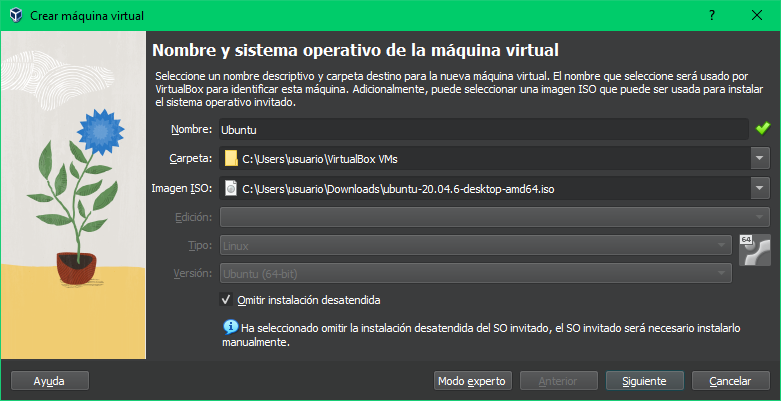 Crear máquina virtual
?
Nombre y sistema operativo de la máquina virtual
Seleccione un nombre descriptivo y carpeta destino para la nueva máquina virtual. El nombre que seleccione será usado por
VirtualBox para identificar esta máquina. Adicionalmente, puede seleccionar una imagen ISO que puede ser usada para instalar
el sistema operativo invitado.
Nombre: Ubuntu
Carpeta: C:\Users\usuario\VirtualBox VMs
Imagen ISO: C:\Users\usuario\Downloads\ubuntu-20.04.6-desktop-amd64.iso
Edición:
Tipo: Linux
64
Versión: Ubuntu (64-bit)
Omitir instalación desatendida
Ha seleccionado omitir la instalación desatendida del SO invitado, el SO invitado será necesario instalarlo
manualmente.
Ayuda Modo experto Anterior Siguiente Cancelar